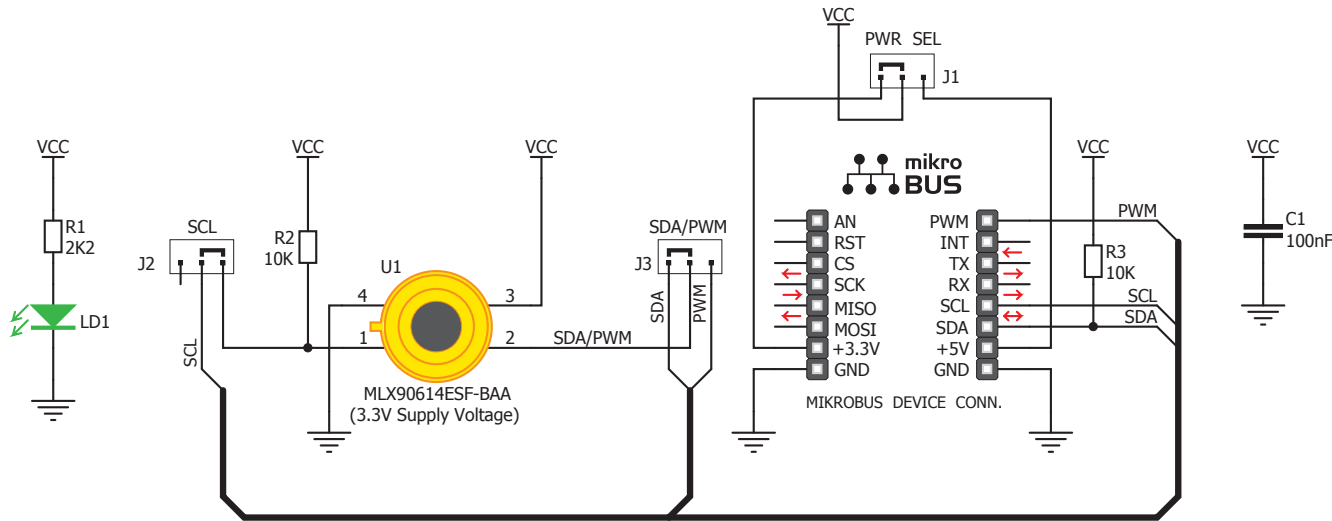 VCC
PWR SEL
J1
VCC
VCC
VCC
VCC
VCC
mikro
BUS
R1
2K2
SCL
J2
R2
10K
U1
SDA/PWM
J3
AN
RST
CS
SCK
MISO
MOSI
+3.3V
GND
PWM
INT
TX
RX
SCL
SDA
+5V
GND
PWM
R3
10K
SCL
SDA
C1
100nF
4
3
1
2
SDA/PWM
SDA
PWM
SCL
LD1
MLX90614ESF-BAA
(3.3V Supply Voltage)
MIKROBUS DEVICE CONN.